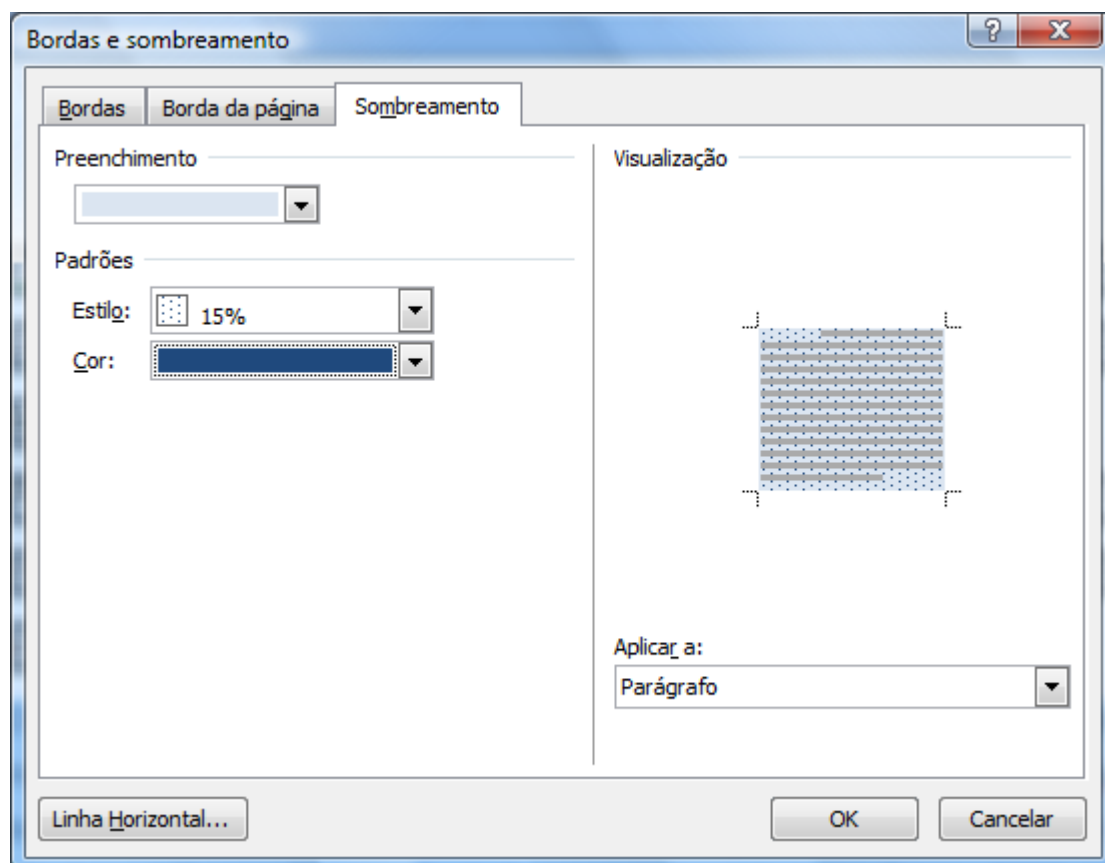 Bordas e sombreamento
?
Bordas
Borda da página
Sombreamento
Preenchimento
Visualização
Padrões
Estilo:
15%
Cor:
Aplicar a:
Parágrafo
Linha Horizontal...
OK
Cancelar